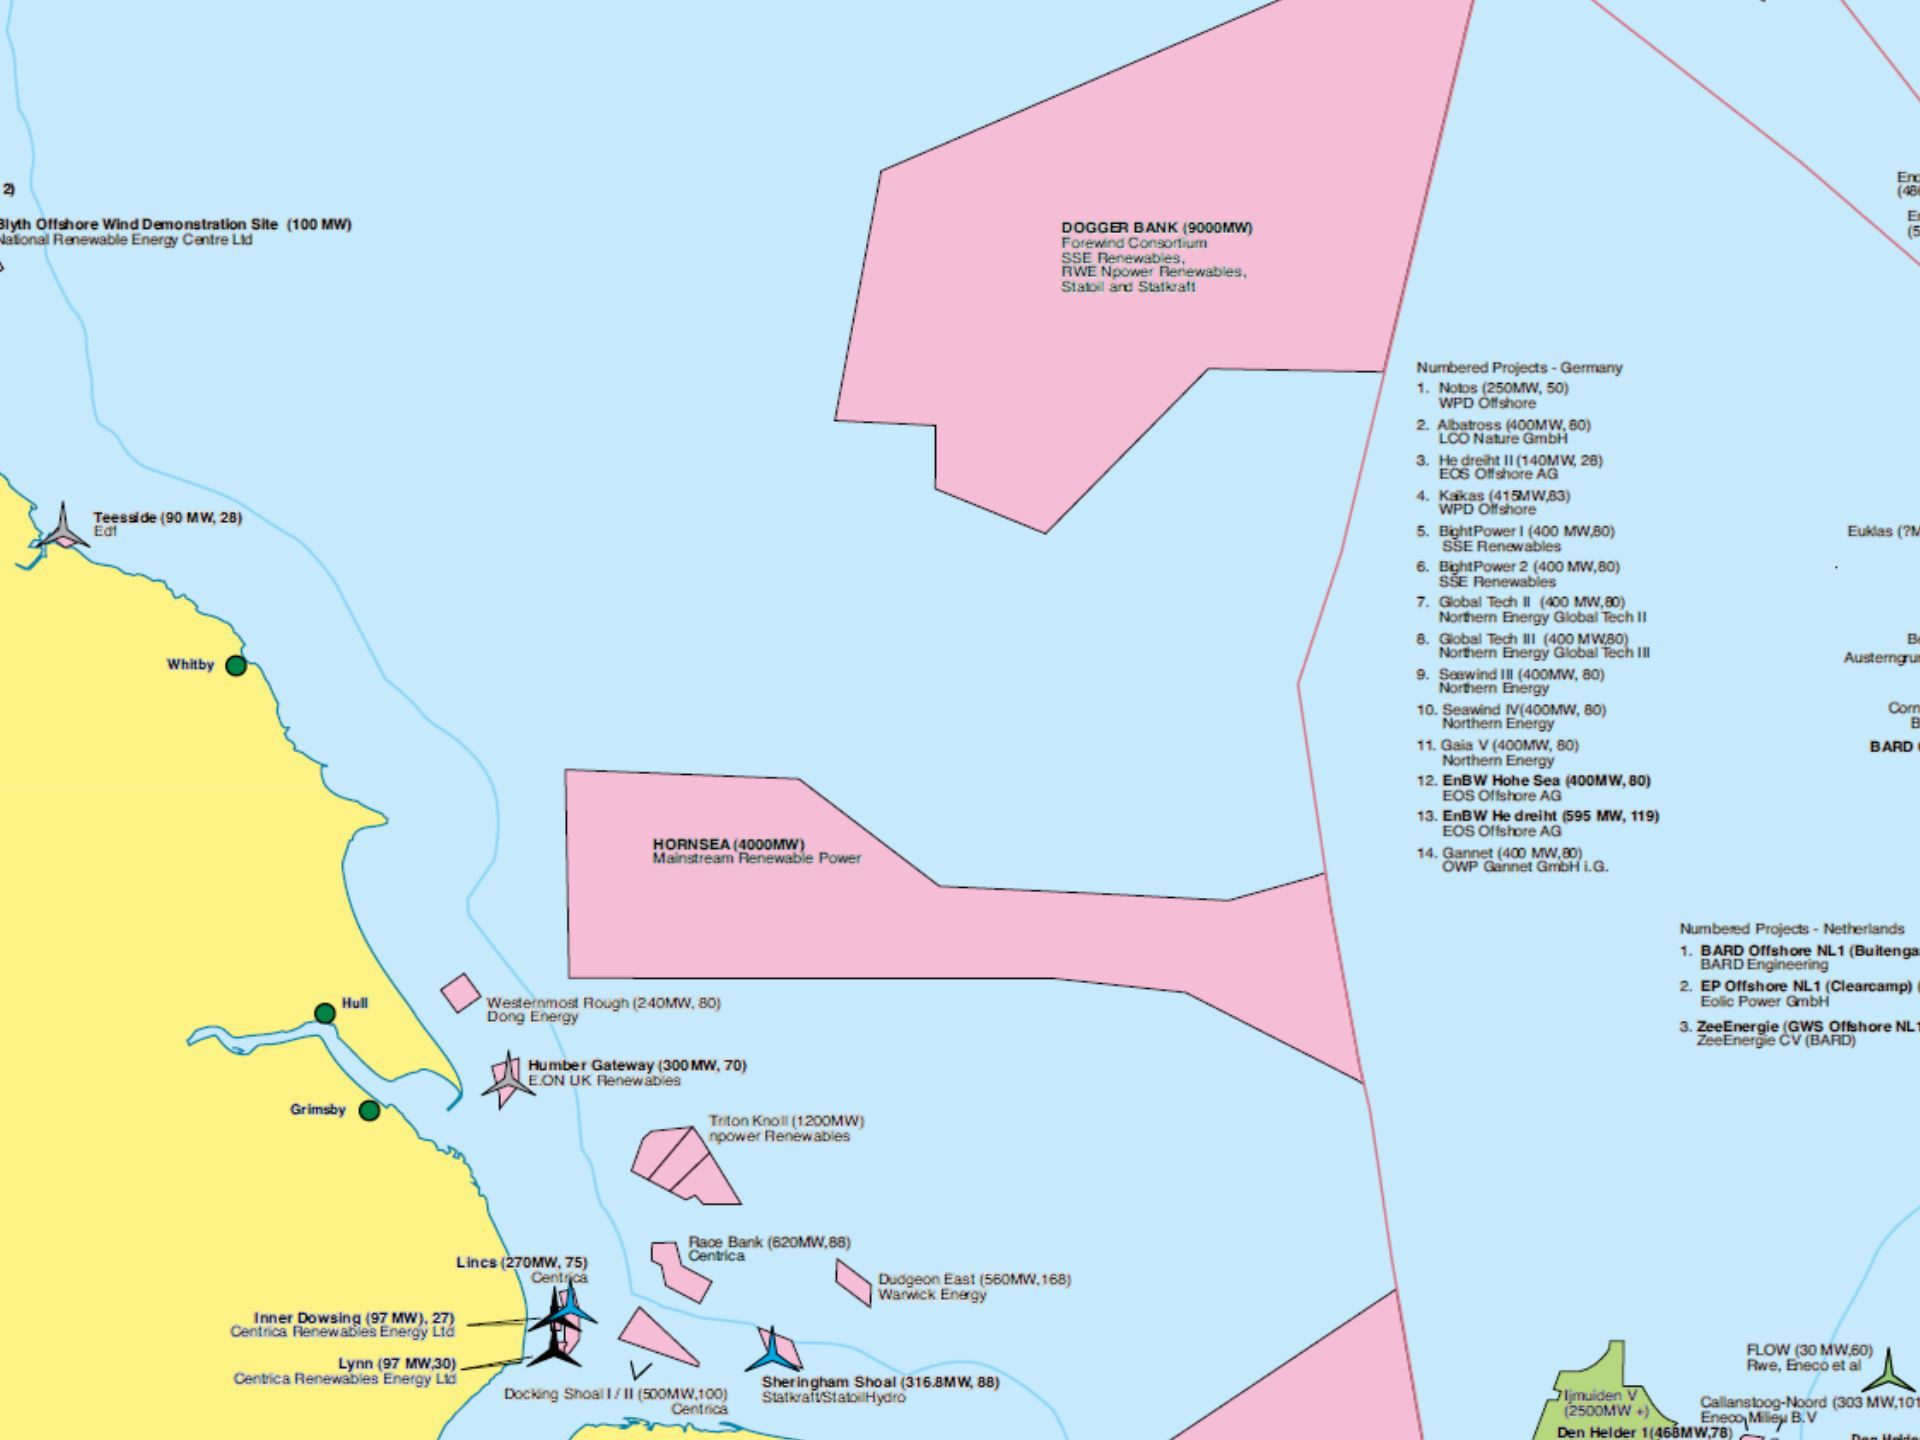 2)
Blyth Offshore Wind Demonstration Site (100 MW)
National Renewable Energy Centre Ltd
DOGGER BANK (9000MW)
Forewind Consortium
SSE Renewables,
RWE Npower Renewables,
Statoil and Statkraft
Teesside (90 MW, 28)
Edf
Whitby
HORNSEA (4000MW)
Mainstream Renewable Power
Hull
Westernmost Rough (240MW, 80)
Dong Energy
Humber Gateway (300MW, 70)
E.ON UK Renewables
Grimsby
Triton Knoll (1200MW)
npower Renewables
Race Bank (620MW,88)
Centrica
Lincs (270MW, 75)
Centrica
Dudgeon East (560MW,168)
Warwick Energy
Inner Dowsing (97 MW), 27)
Centrica Renewables Energy Ltd
Lynn (97 MW,30)
Centrica Renewables Energy Ltd
Docking Shoal I / II (500MW,100)
Centrica
Sheringham Shoal (316.8MW, 88)
Statkraft/StatoilHydro
Numbered Projects - Germany
1. Notos (250MW, 50)
WPD Offshore
2. Albatross (400MW, 80)
LCO Nature GmbH
3. He dreiht II (140MW, 28)
EOS Offshore AG
4. Kaikas (415MW,83)
WPD Offshore
5. BightPower I (400 MW,80)
SSE Renewables
6. BightPower 2 (400 MW,80)
SSE Renewables
7. Global Tech II (400 MW,80)
Northern Energy Global Tech II
8. Global Tech III (400 MW,80)
Northern Energy Global Tech III
9. Seawind III (400MW, 80)
Northern Energy
10. Seawind IV(400MW, 80)
Northern Energy
11. Gaia V (400MW, 80)
Northern Energy
12. EnBW Hohe Sea (400MW, 80)
EOS Offshore AG
13. EnBW He dreiht (595 MW, 119)
EOS Offshore AG
14. Gannet (400 MW,80)
OWP Gannet GmbH i.G.
Euklas (?M
Austerngru
BARD
Numbered Projects - Netherlands
1. BARD Offshore NL1 (Buitenga
BARD Engineering
2. EP Offshore NL1 (Clearcamp) (
Eolic Power GmbH
3. ZeeEnergie (GWS Offshore NL1
ZeeEnergie CV (BARD)
FLOW (30 MW,60)
Rwe, Eneco et al
Ijmuiden V
(2500MW +)
Callanstoog-Noord (303 MW,101
Eneco Milieu B.V
Den Helder 1(468MW,78)
Den Helde